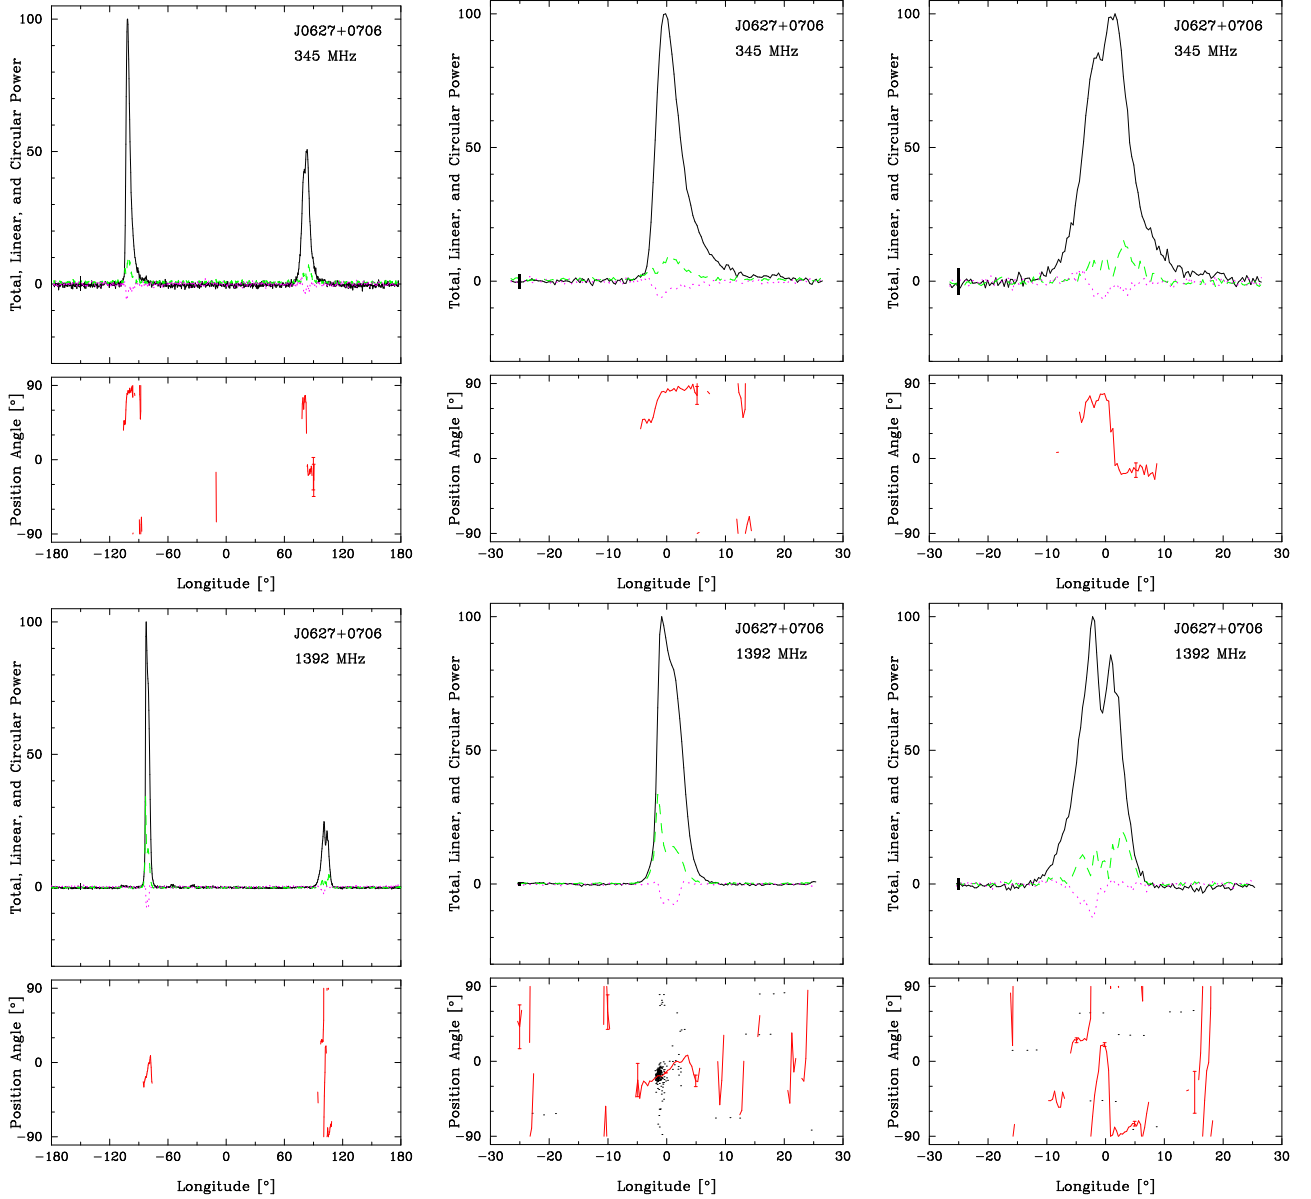 J0627+0706
345 MHz
Total, Linear, and Circular Power
100
50
0
Position Angle [°]
90
0
−90
−180 −120 −60 0 60 120 180
Longitude [°]
J0627+0706
345 MHz
Total, Linear, and Circular Power
100
50
0
Position Angle [°]
90
0
−90
−30 −20 −10 0 10 20 30
Longitude [°]
J0627+0706
345 MHz
Total, Linear, and Circular Power
100
50
0
Position Angle [°]
90
0
−90
−30 −20 −10 0 10 20 30
Longitude [°]
J0627+0706
1392 MHz
Total, Linear, and Circular Power
100
50
0
Position Angle [°]
90
0
−90
−180 −120 −60 0 60 120 180
Longitude [°]
J0627+0706
1392 MHz
Total, Linear, and Circular Power
100
50
0
Position Angle [°]
90
0
−90
−30 −20 −10 0 10 20 30
Longitude [°]
J0627+0706
1392 MHz
Total, Linear, and Circular Power
100
50
0
Position Angle [°]
90
0
−90
−30 −20 −10 0 10 20 30
Longitude [°]